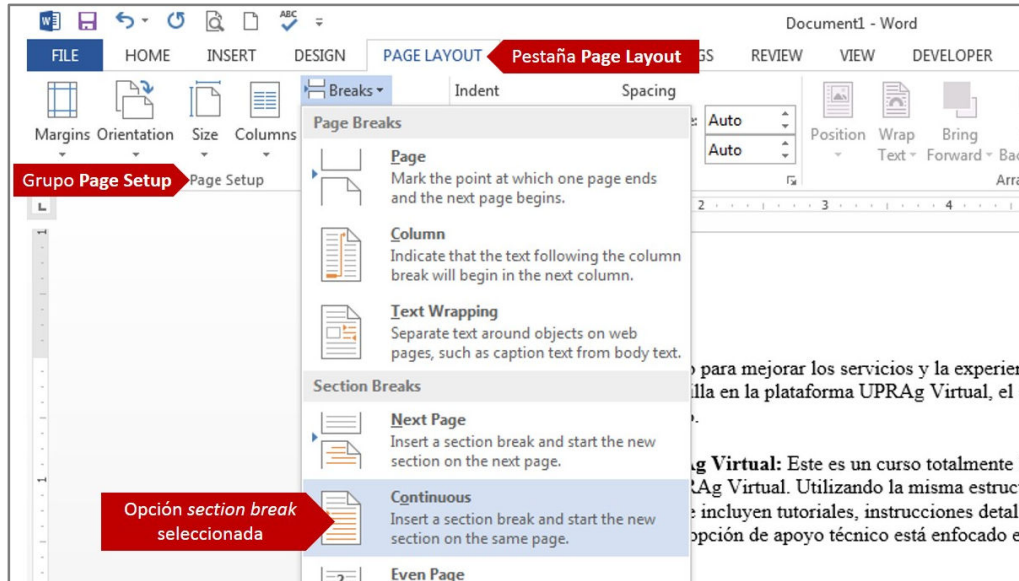 ABC
Document1 - Word
FILE HOME INSERT DESIGN PAGE LAYOUT Pestaña Page Layout GS REVIEW VIEW DEVELOPER
Breaks Indent Spacing
Margins Orientation Size Columns
Auto
Auto
Position Wrap Text Bring Forward
Grupo Page Setup Page Setup
Page Breaks
Page
Mark the point at which one page ends
and the next page begins.
2 3 4
Column
Indicate that the text following the column
break will begin in the next column.
Text Wrapping
Separate text around objects on web
pages, such as caption text from body text.
Section Breaks
Next Page
Insert a section break and start the new
section on the next page.
Opción section break
seleccionada
Continuous
Insert a section break and start the new
section on the same page.
Even Page
para mejorar los servicios y la experien
illa en la plataforma UPRAg Virtual, el
Ag Virtual: Este es un curso totalmente
Ag Virtual. Utilizando la misma estruc
e incluyen tutoriales, instrucciones detal
opción de apoyo técnico está enfocado e